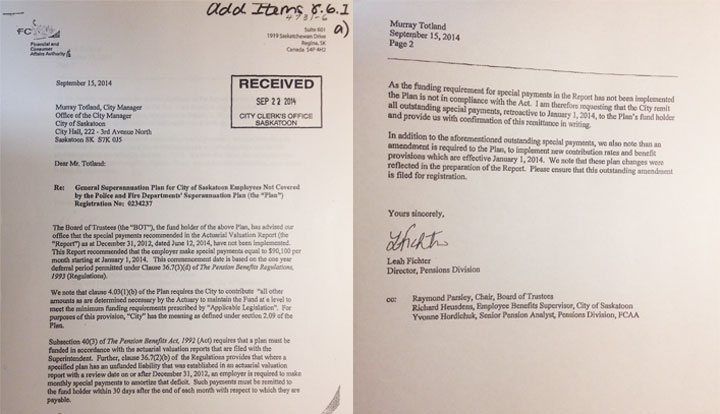 Add Items 8.6.1
4731-6
a)
FC
Financial and
Consumer
Affairs Authority
Suite 601
1919 Saskatchewan Drive
Regina, SK
Canada S4P 4H2
September 15, 2014
RECEIVED
SEP 22 2014
CITY CLERK'S OFFICE
SASKATOON
Murray Totland, City Manager
Office of the City Manager
City of Saskatoon
City Hall, 222 - 3rd Avenue North
Saskatoon SK S7K 0J5
Dear Mr. Totland:
Re: General Superannuation Plan for City of Saskatoon Employees Not Covered
by the Police and Fire Departments' Superannuation Plan (the "Plan")
Registration No: 0234237
The Board of Trustees (the "BOT"), the fund holder of the above Plan, has advised our
office that the special payments recommended in the Actuarial Valuation Report (the
"Report") as at December 31, 2012, dated June 12, 2014, have not been implemented.
This Report recommended that the employer make special payments equal to $90,100 per
month starting at January 1, 2014. This commencement date is based on the one year
deferral period permitted under Clause 36.7(3)(d) of The Pension Benefits Regulations,
1993 (Regulations).
We note that clause 4.03(1)(b) of the Plan requires the City to contribute "all other
amounts as are determined necessary by the Actuary to maintain the Fund at a level to
meet the minimum funding requirements prescribed by "Applicable Legislation". For
purposes of this provision, "City" has the meaning as defined under section 2.09 of the
Plan.
Subsection 40(3) of The Pension Benefits Act, 1992 (Act) requires that a plan must be
funded in accordance with the actuarial valuation reports that are filed with the
Superintendent. Further, clause 36.7(2)(b) of the Regulations provides that where a
specified plan has an unfunded liability that was established in an actuarial valuation
report with a review date on or after December 31, 2012, an employer is required to make
monthly special payments to amortize that deficit. Such payments must be remitted to
the fund holder within 30 days after the end of each month with respect to which they are
payable.
Murray Totland
September 15, 2014
Page 2
As the funding requirement for special payments in the Report has not been implemented
the Plan is not in compliance with the Act. I am therefore requesting that the City remit
all outstanding special payments, retroactive to January 1, 2014, to the Plan's fund holder
and provide us with confirmation of this remittance in writing.
In addition to the aforementioned outstanding special payments, we also note than an
amendment is required to the Plan, to implement new contribution rates and benefit
provisions which are effective January 1, 2014. We note that these plan changes were
reflected in the preparation of the Report. Please ensure that this outstanding amendment
is filed for registration.
Yours sincerely,
LFichter
Leah Fichter
Director, Pensions Division
cc: Raymond Parsley, Chair, Board of Trustees
Richard Heusdens, Employee Benefits Supervisor, City of Saskatoon
Yvonne Hordichuk, Senior Pension Analyst, Pensions Division, FCAA